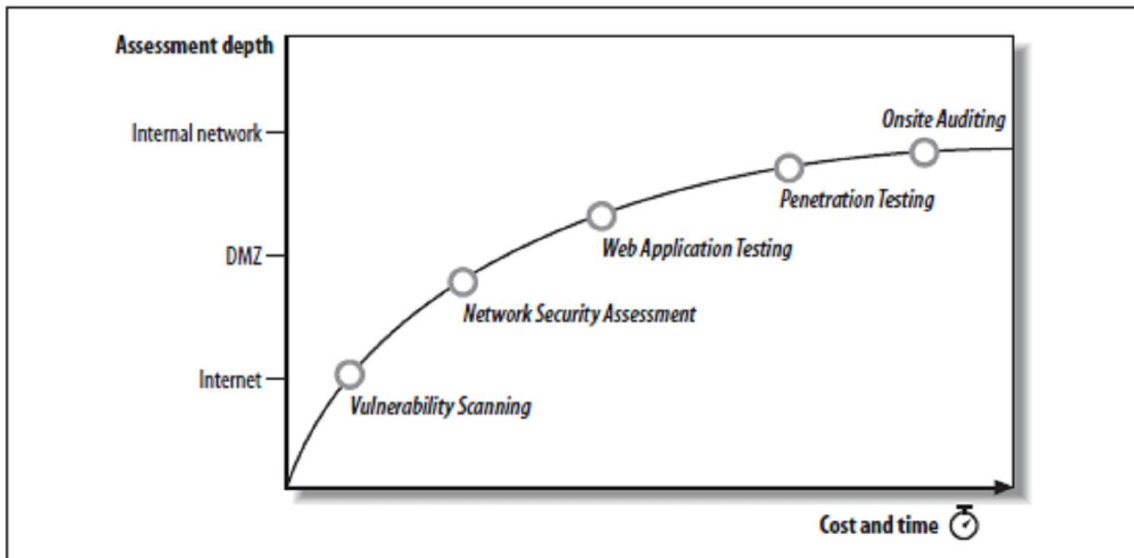 Assessment depth
Onsite Auditing
Internal network
Penetration Testing
Web Application Testing
DMZ
Network Security Assessment
Internet
Vulnerability Scanning
Cost and time